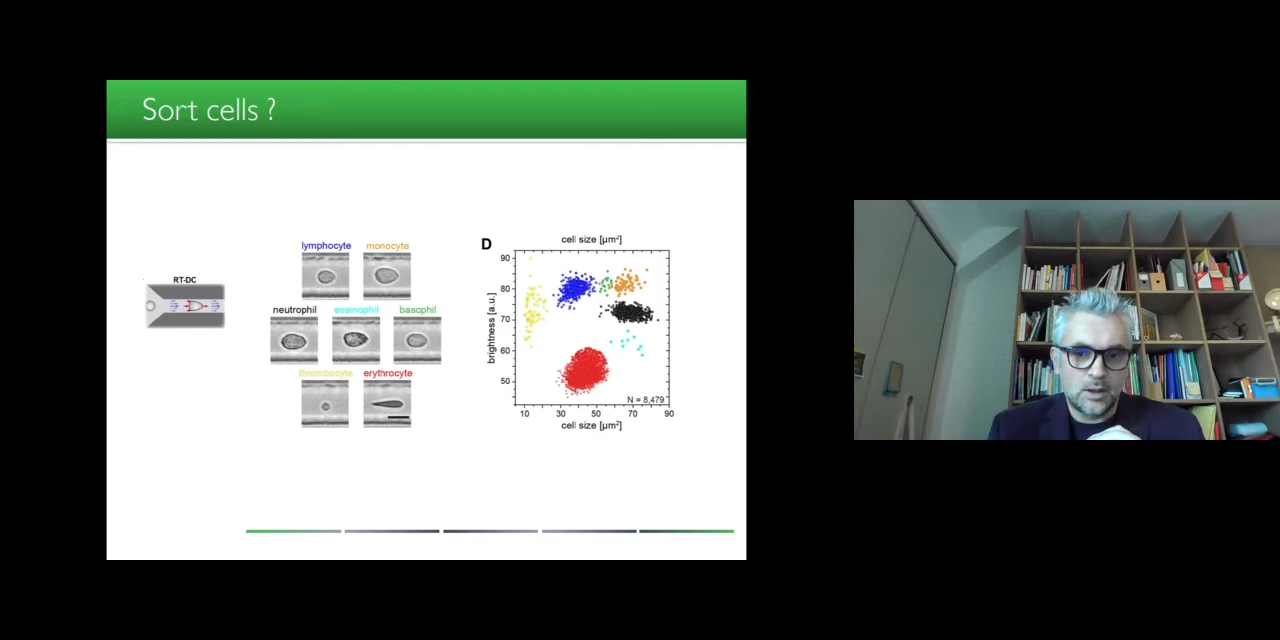 Sort cells ?
RT-DC
lymphocyte
monocyte
neutrophil
eosinophil
basophil
thrombocyte
erythrocyte
D
cell size [µm²]
90
80
70
60
50
brightness [a.u.]
N = 8,479
10 30 50 70 90
cell size [µm²]